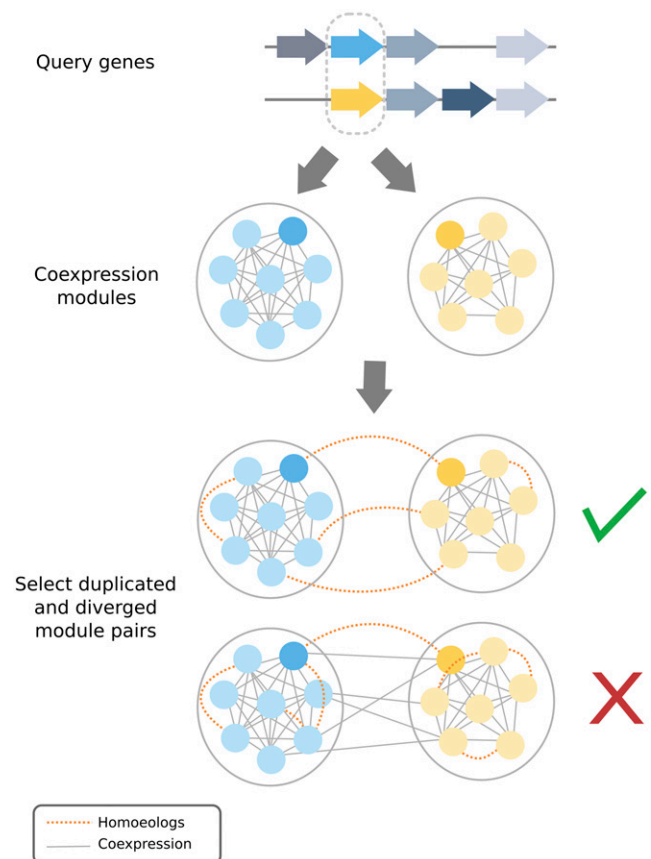 Query genes
Coexpression
modules
Select duplicated
and diverged
module pairs
Homoeologs
Coexpression